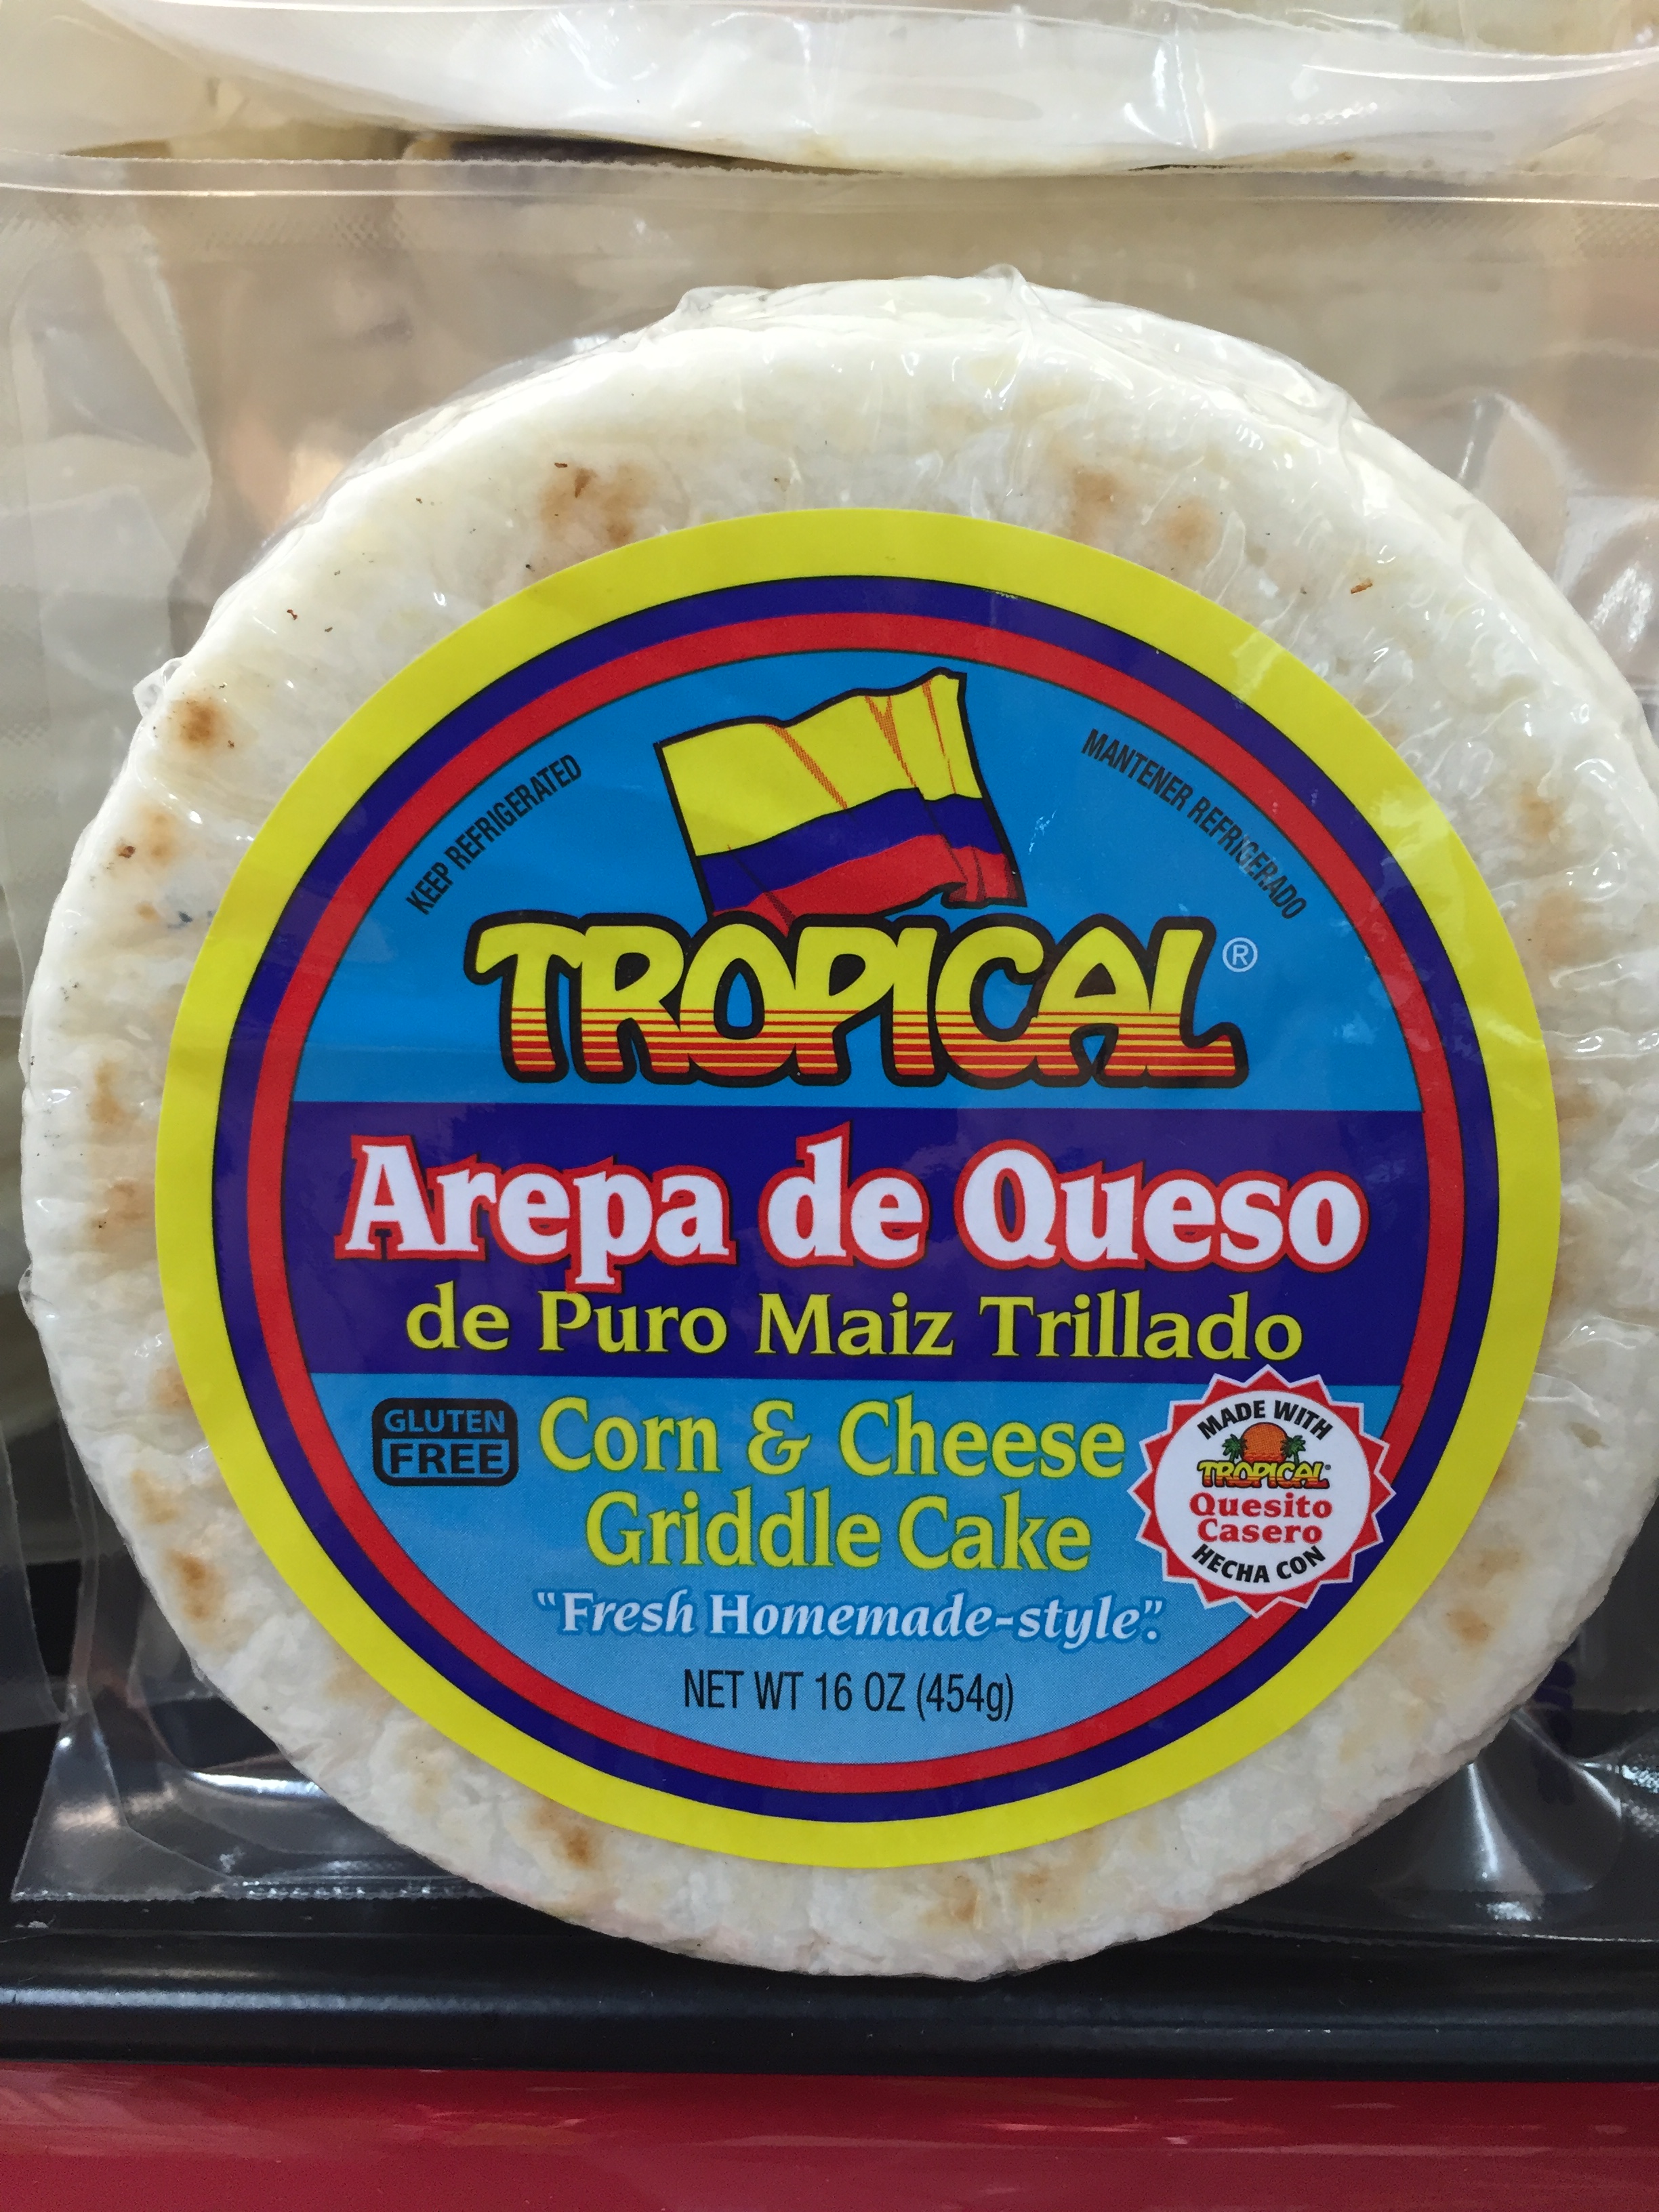 KEEP REFRIGERATED
MANTENER REFRIGERADO
TROPICAL®
Arepa de Queso
de Puro Maiz Trillado
GLUTEN
FREE
Corn & Cheese
Griddle Cake
"Fresh Homemade-style".
MADE WITH
TROPICAL
Quesito
Casero
HECHA CON
NET WT 16 OZ (454g)